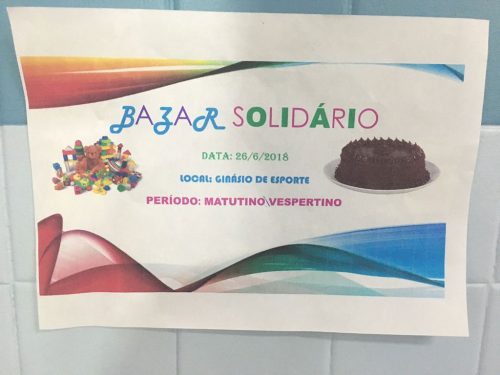 BAZAR SOLIDÁRIO
DATA: 26/6/2018
LOCAL: GINÁSIO DE ESPORTE
PERÍODO: MATUTINO\VESPERTINO